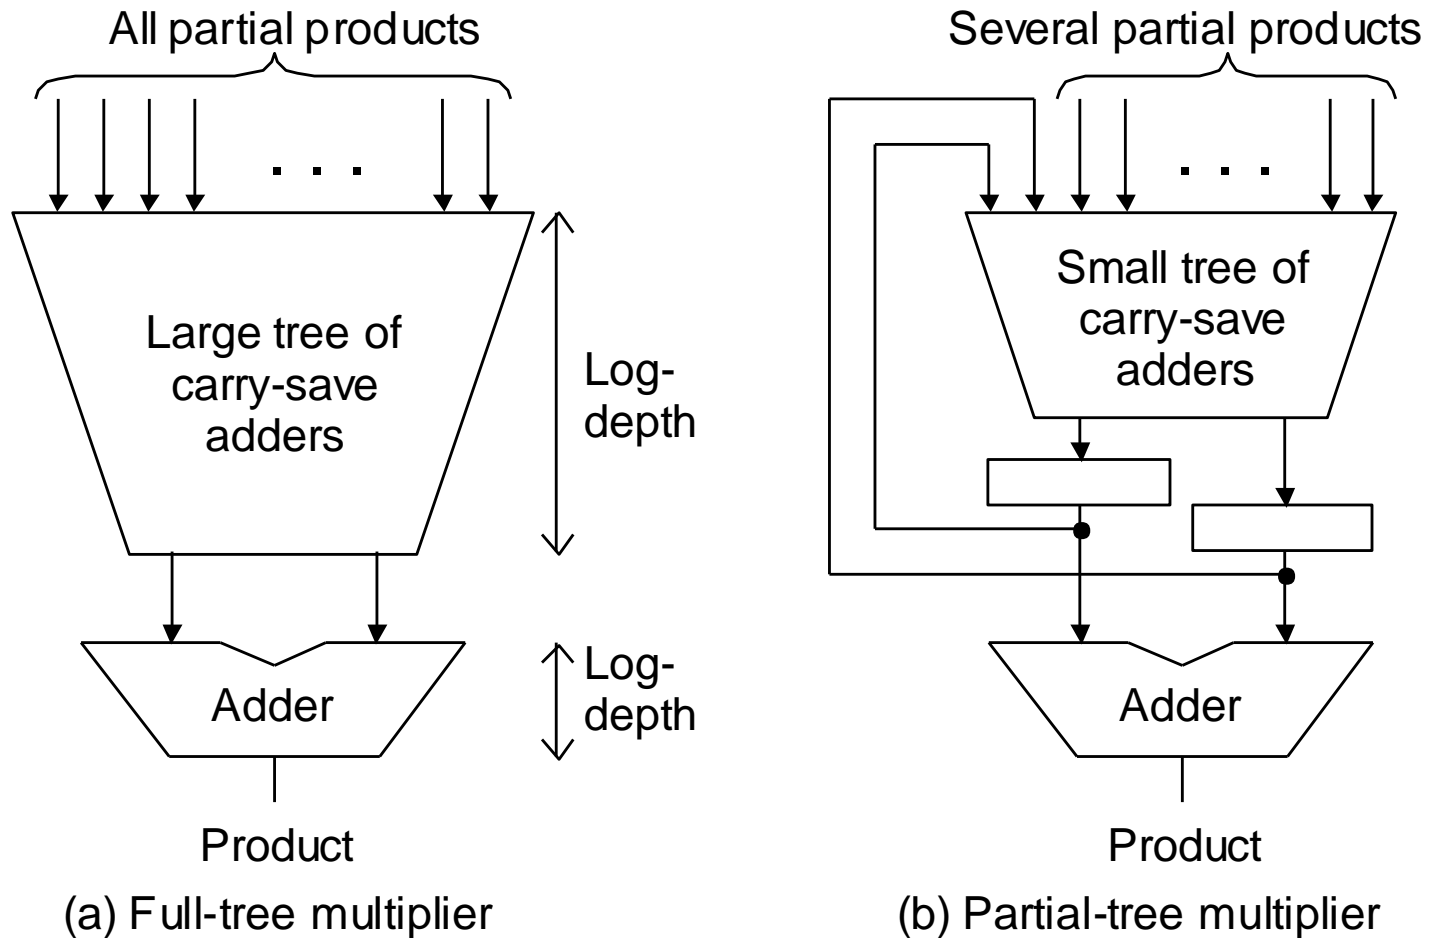 All partial products
. . .
Large tree of
carry-save
adders
Log-
depth
Adder
Log-
depth
Product
(a) Full-tree multiplier
Several partial products
. . .
Small tree of
carry-save
adders
Adder
Product
(b) Partial-tree multiplier